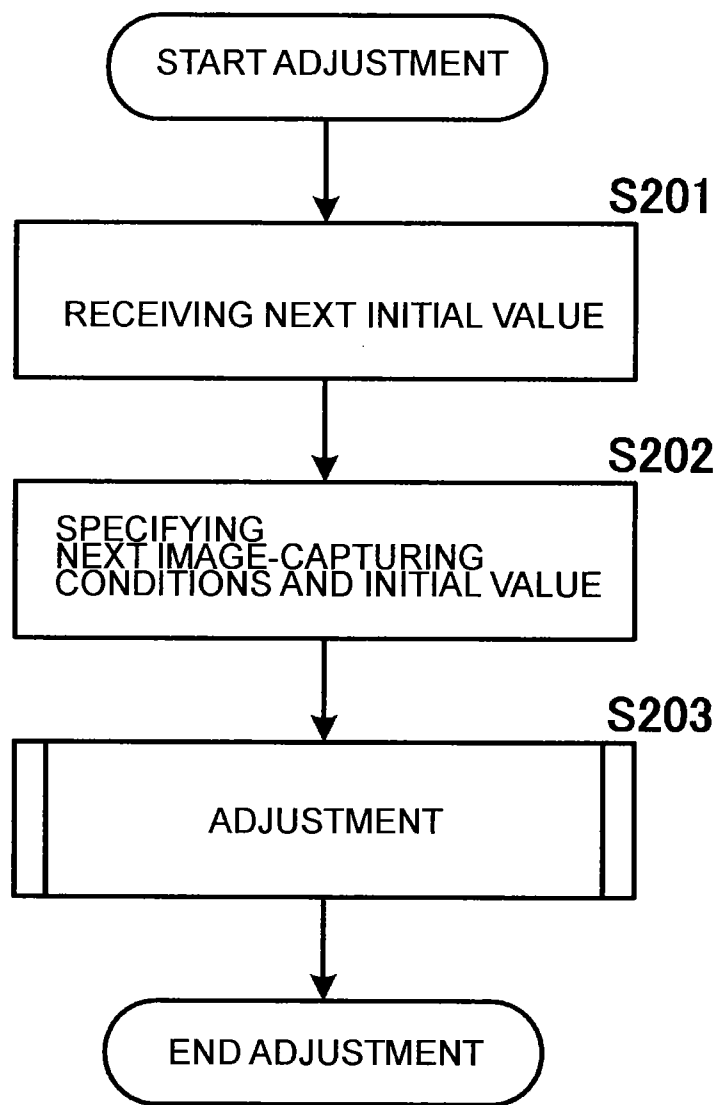 START ADJUSTMENT
S201
RECEIVING NEXT INITIAL VALUE
S202
SPECIFYING
NEXT IMAGE-CAPTURING
CONDITIONS AND INITIAL VALUE
S203
ADJUSTMENT
END ADJUSTMENT